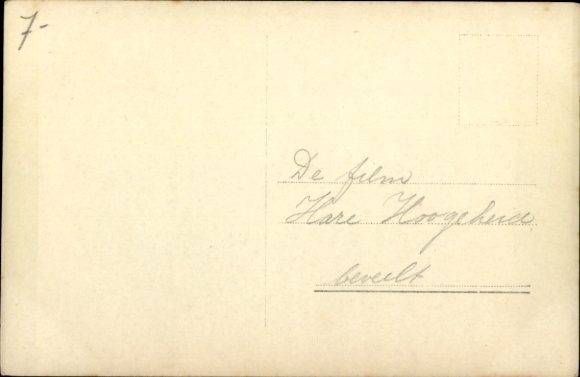 7-
De film
Hare Hoogheid
beveelt